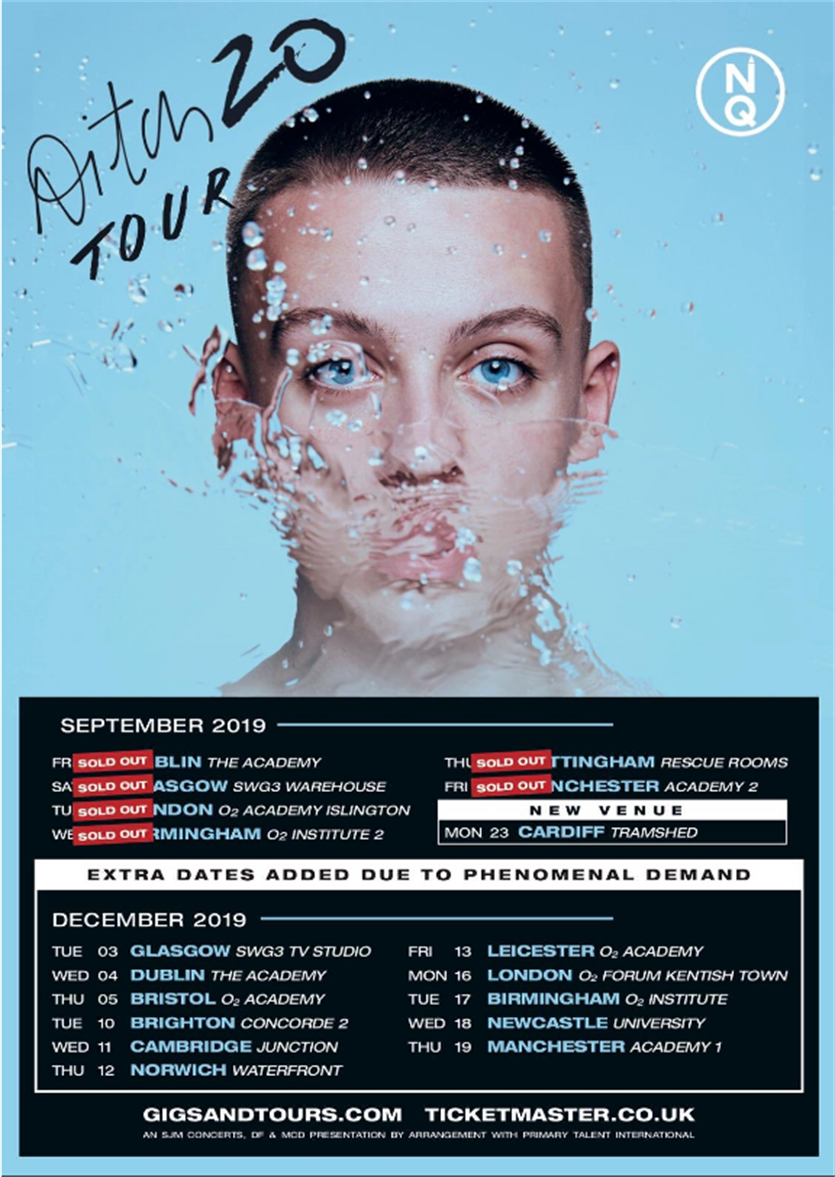 Aitch 20
TOUR
NQ
SEPTEMBER 2019
FR SOLD OUT BLIN THE ACADEMY
SA SOLD OUT ASGOW SWG3 WAREHOUSE
TU SOLD OUT NDON O₂ ACADEMY ISLINGTON
WE SOLD OUT RMINGHAM O₂ INSTITUTE 2
THU SOLD OUT TTINGHAM RESCUE ROOMS
FRI SOLD OUT NCHESTER ACADEMY 2
NEW VENUE
MON 23 CARDIFF TRAMSHED
EXTRA DATES ADDED DUE TO PHENOMENAL DEMAND
DECEMBER 2019
TUE 03 GLASGOW SWG3 TV STUDIO
WED 04 DUBLIN THE ACADEMY
THU 05 BRISTOL O₂ ACADEMY
TUE 10 BRIGHTON CONCORDE 2
WED 11 CAMBRIDGE JUNCTION
THU 12 NORWICH WATERFRONT
FRI 13 LEICESTER O₂ ACADEMY
MON 16 LONDON O₂ FORUM KENTISH TOWN
TUE 17 BIRMINGHAM O₂ INSTITUTE
WED 18 NEWCASTLE UNIVERSITY
THU 19 MANCHESTER ACADEMY 1
GIGSANDTOURS.COM TICKETMASTER.CO.UK
AN SJM CONCERTS, DF & MCD PRESENTATION BY ARRANGEMENT WITH PRIMARY TALENT INTERNATIONAL